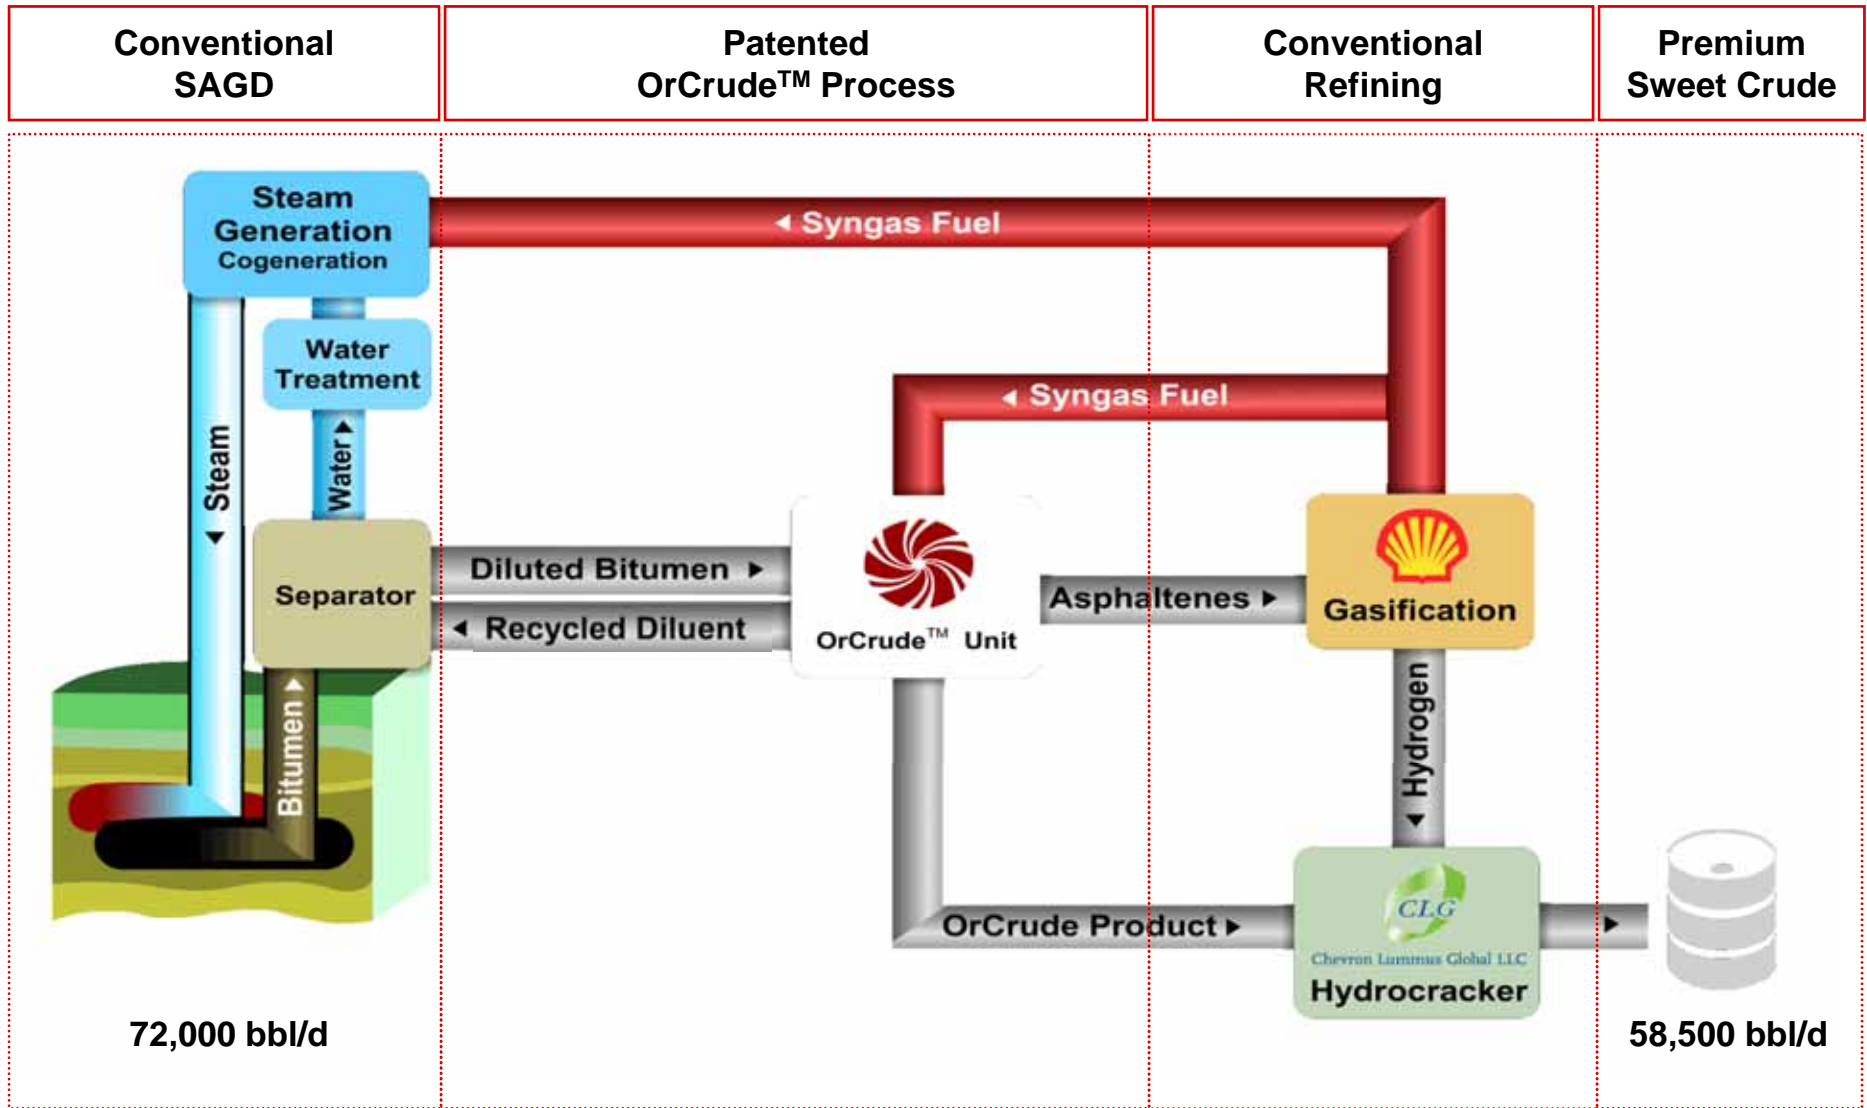 Conventional
SAGD
Patented
OrCrude™ Process
Conventional
Refining
Premium
Sweet Crude
Steam
Generation
Cogeneration
◄ Syngas Fuel
Water
Treatment
◄ Syngas Fuel
◄ Steam
Water ►
Separator
Diluted Bitumen ►
◄ Recycled Diluent
OrCrude™ Unit
Asphaltenes ►
Gasification
Bitumen ►
◄ Hydrogen
OrCrude Product ►
CLG
Chevron Lummus Global LLC
Hydrocracker
►
72,000 bbl/d
58,500 bbl/d